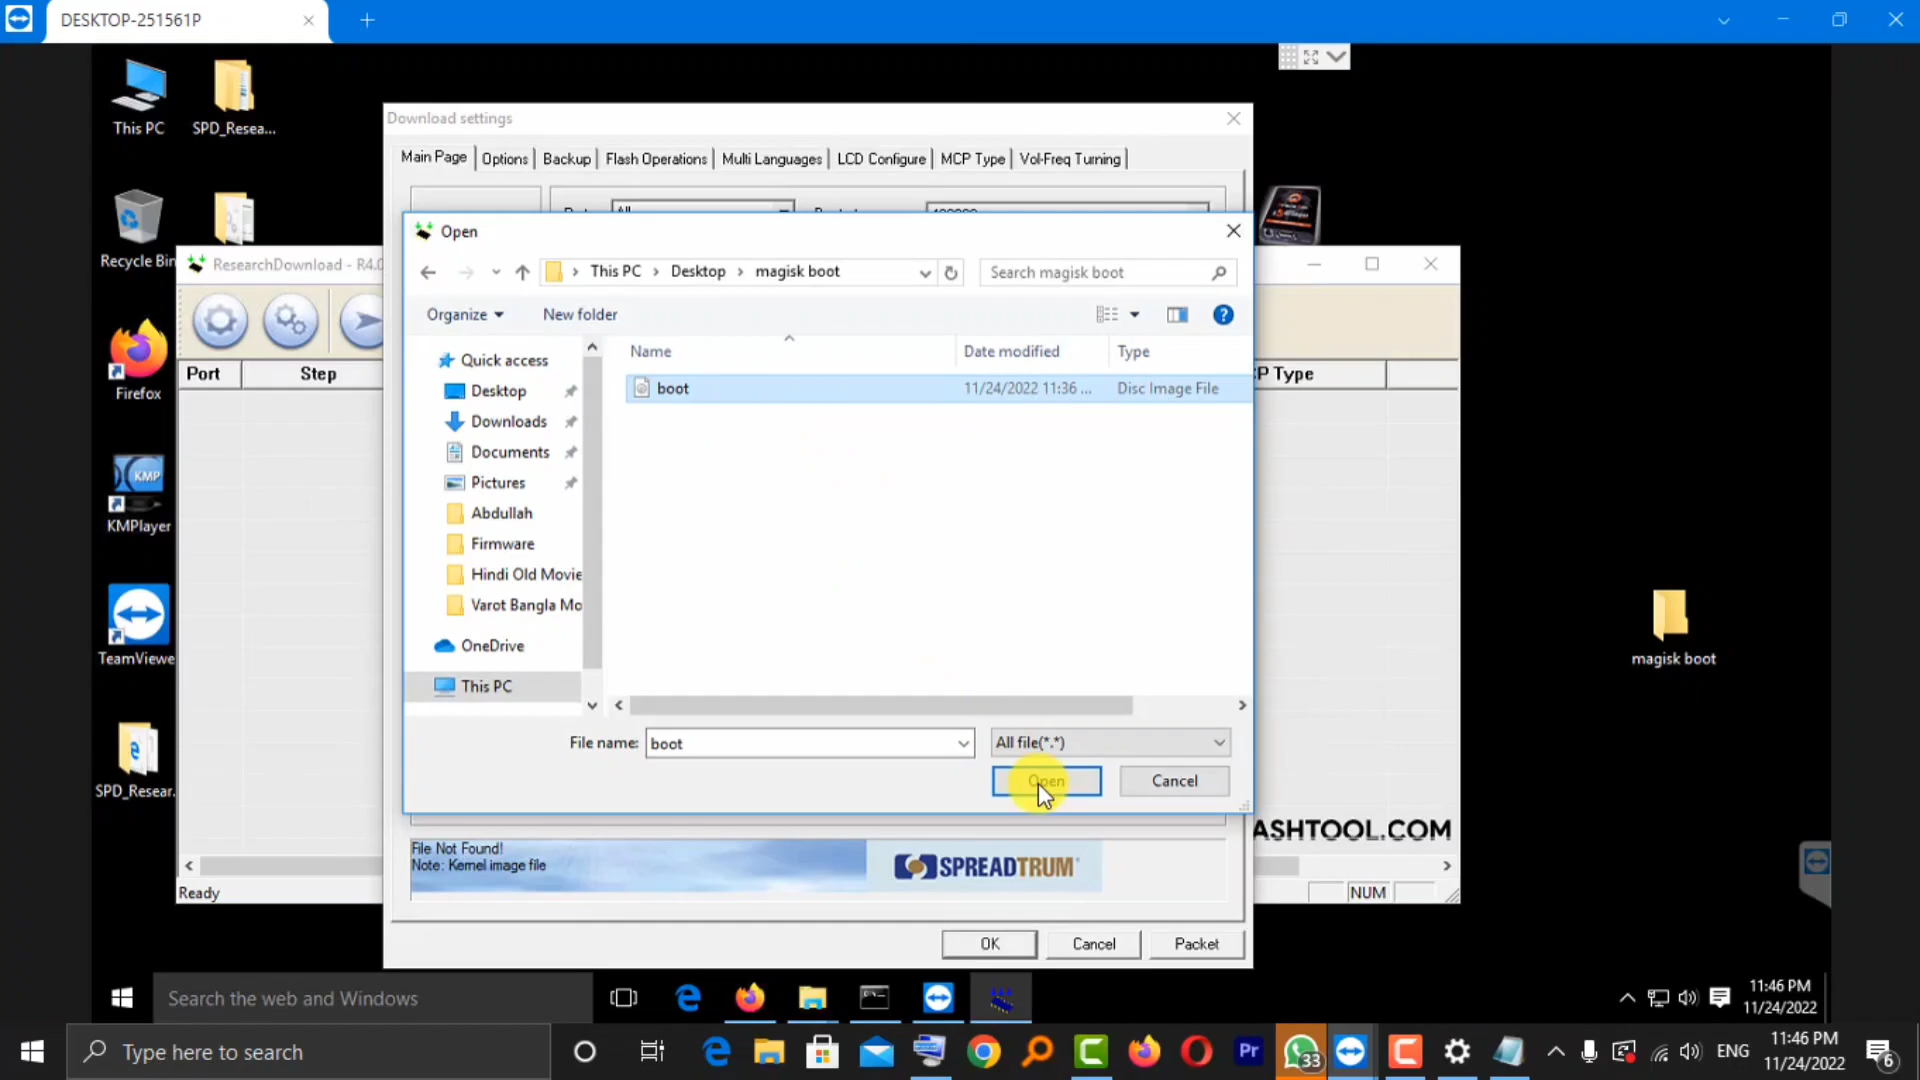 DESKTOP-251561P
This PC
SPD_Resea...
Recycle Bin
Firefox
KMPlayer
TeamViewe
SPD_Resear.
magisk boot
Download settings
Main Page
Options
Backup
Flash Operations
Multi Languages
LCD Configure
MCP Type
Vol-Freq Turning
ResearchDownload - R4.0
Port
Step
P Type
Open
This PC > Desktop > magisk boot
Search magisk boot
Organize
New folder
Quick access
Desktop
Downloads
Documents
Pictures
Abdullah
Firmware
Hindi Old Movie
Varot Bangla Mo
OneDrive
This PC
Name
Date modified
Type
boot
11/24/2022 11:36 ...
Disc Image File
File name:
boot
All file(*.*)
Open
Cancel
ASHTOOL.COM
File Not Found!
Note: Kernel image file
SPREADTRUM
Ready
NUM
OK
Cancel
Packet
Search the web and Windows
11:46 PM
11/24/2022
Type here to search
Pr
33
ENG
11:46 PM
11/24/2022
6